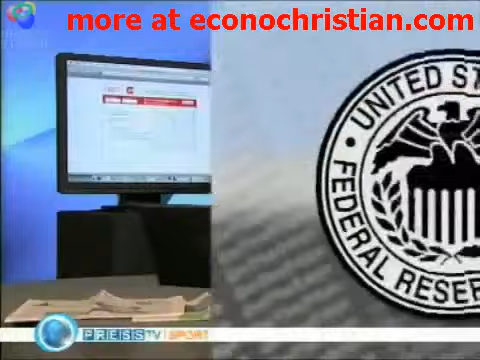 more at econochristian.com
UNITED ST
FEDERAL RESER
PRESS TV SPORT